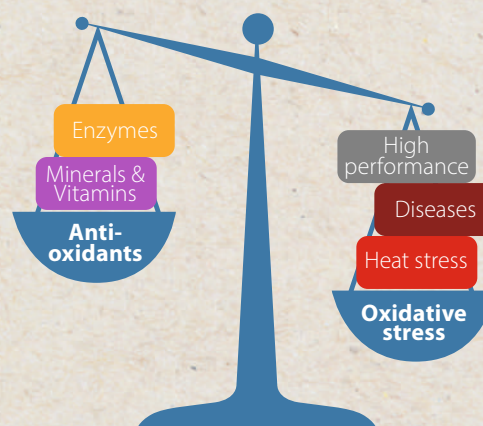 Enzymes
Minerals &
Vitamins
Anti-
oxidants
High
performance
Diseases
Heat stress
Oxidative
stress